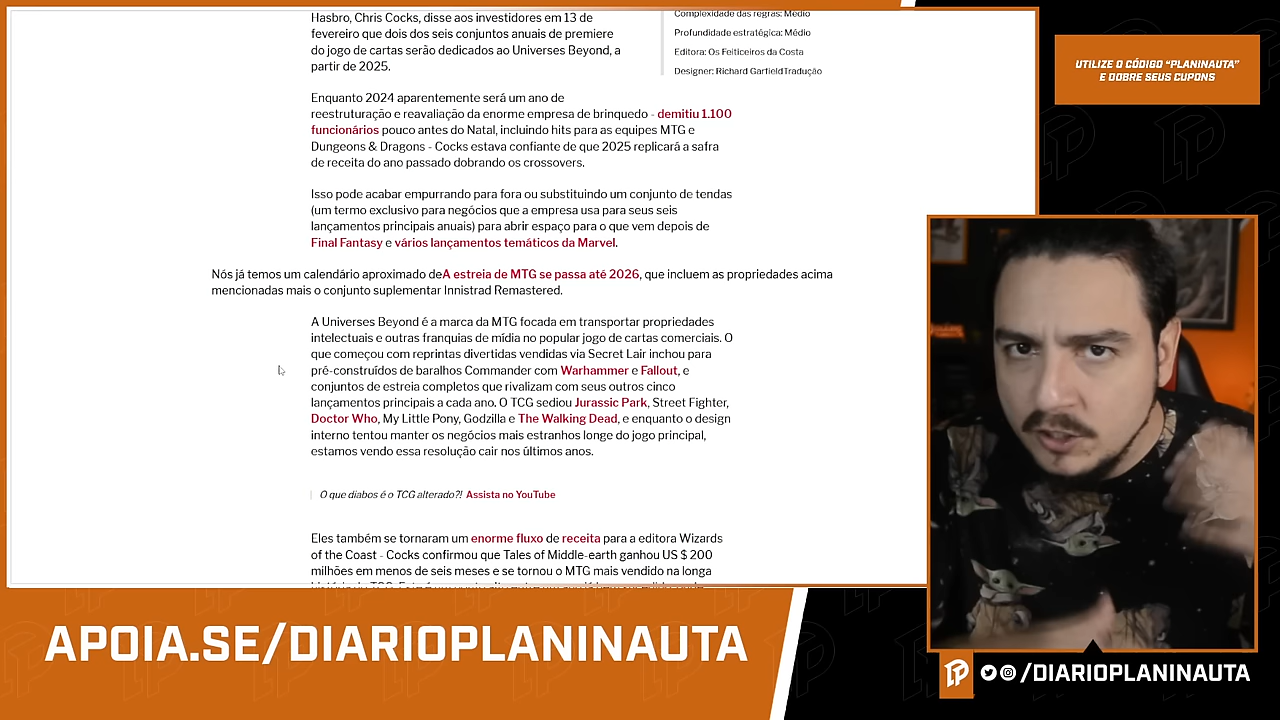 Hasbro, Chris Cocks, disse aos investidores em 13 de
fevereiro que dois dos seis conjuntos anuais de premiere
do jogo de cartas serão dedicados ao Universes Beyond, a
partir de 2025.
Complexidade das regras: Médio
Profundidade estratégica: Médio
Editora: Os Feiticeiros da Costa
Designer: Richard GarfieldTradução
Enquanto 2024 aparentemente será um ano de
reestruturação e reavaliação da enorme empresa de brinquedo - demitiu 1.100
funcionários pouco antes do Natal, incluindo hits para as equipes MTG e
Dungeons & Dragons - Cocks estava confiante de que 2025 replicará a safra
de receita do ano passado dobrando os crossovers.
Isso pode acabar empurrando para fora ou substituindo um conjunto de tendas
(um termo exclusivo para negócios que a empresa usa para seus seis
lançamentos principais anuais) para abrir espaço para o que vem depois de
Final Fantasy e vários lançamentos temáticos da Marvel.
Nós já temos um calendário aproximado deA estreia de MTG se passa até 2026, que incluem as propriedades acima
mencionadas mais o conjunto suplementar Innistrad Remastered.
A Universes Beyond é a marca da MTG focada em transportar propriedades
intelectuais e outras franquias de mídia no popular jogo de cartas comerciais. O
que começou com reprintas divertidas vendidas via Secret Lair inchou para
pré-construídos de baralhos Commander com Warhammer e Fallout, e
conjuntos de estreia completos que rivalizam com seus outros cinco
lançamentos principais a cada ano. O TCG sediou Jurassic Park, Street Fighter,
Doctor Who, My Little Pony, Godzilla e The Walking Dead, e enquanto o design
interno tentou manter os negócios mais estranhos longe do jogo principal,
estamos vendo essa resolução cair nos últimos anos.
O que diabos é o TCG alterado?! Assista no YouTube
Eles também se tornaram um enorme fluxo de receita para a editora Wizards
of the Coast - Cocks confirmou que Tales of Middle-earth ganhou US $ 200
milhões em menos de seis meses e se tornou o MTG mais vendido na longa
UTILIZE O CÓDIGO "PLANINAUTA"
E DOBRE SEUS CUPONS
APOIA.SE/DIARIOPLANINAUTA
/DIARIOPLANINAUTA